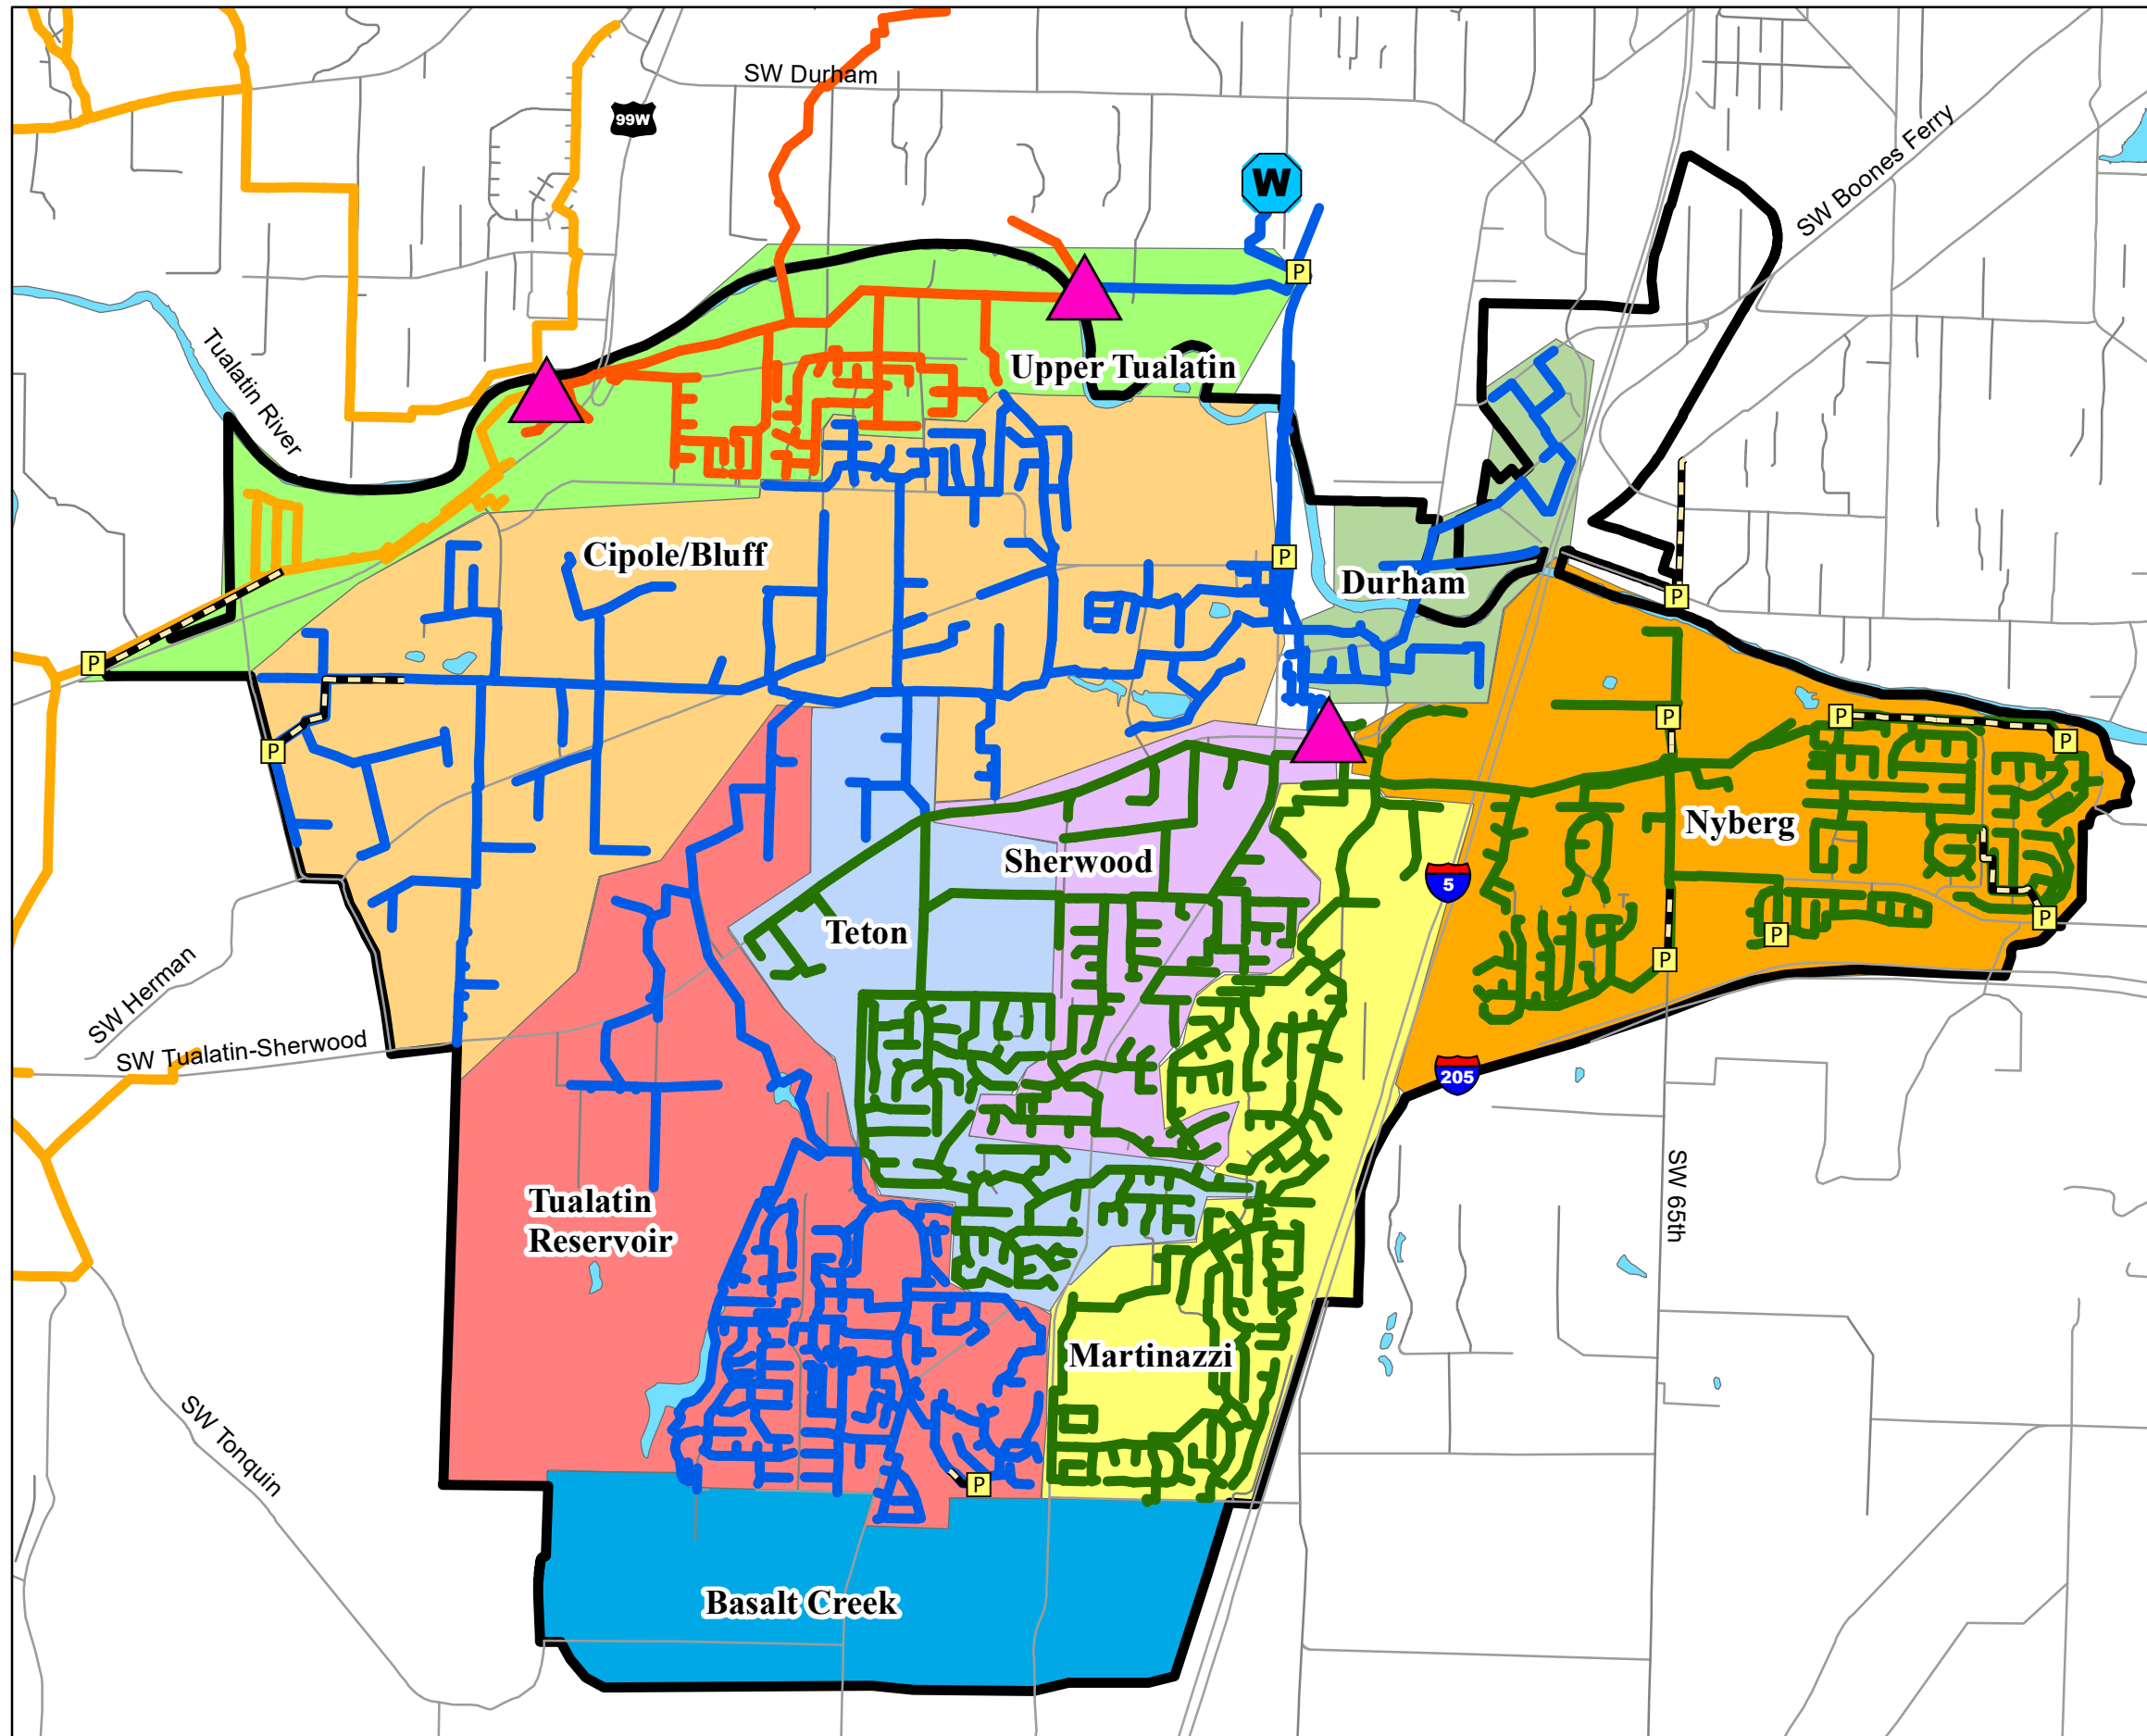 SW Durham
99W
SW Boones Ferry
W
P
Tualatin River
Upper Tualatin
Cipole/Bluff
P
Durham
P
P
P
P
P
P
P
Nyberg
Sherwood
5
Teton
P
P
P
SW Herman
SW Tualatin-Sherwood
205
SW 65th
Tualatin
Reservoir
Martinazzi
SW Tonquin
P
Basalt Creek